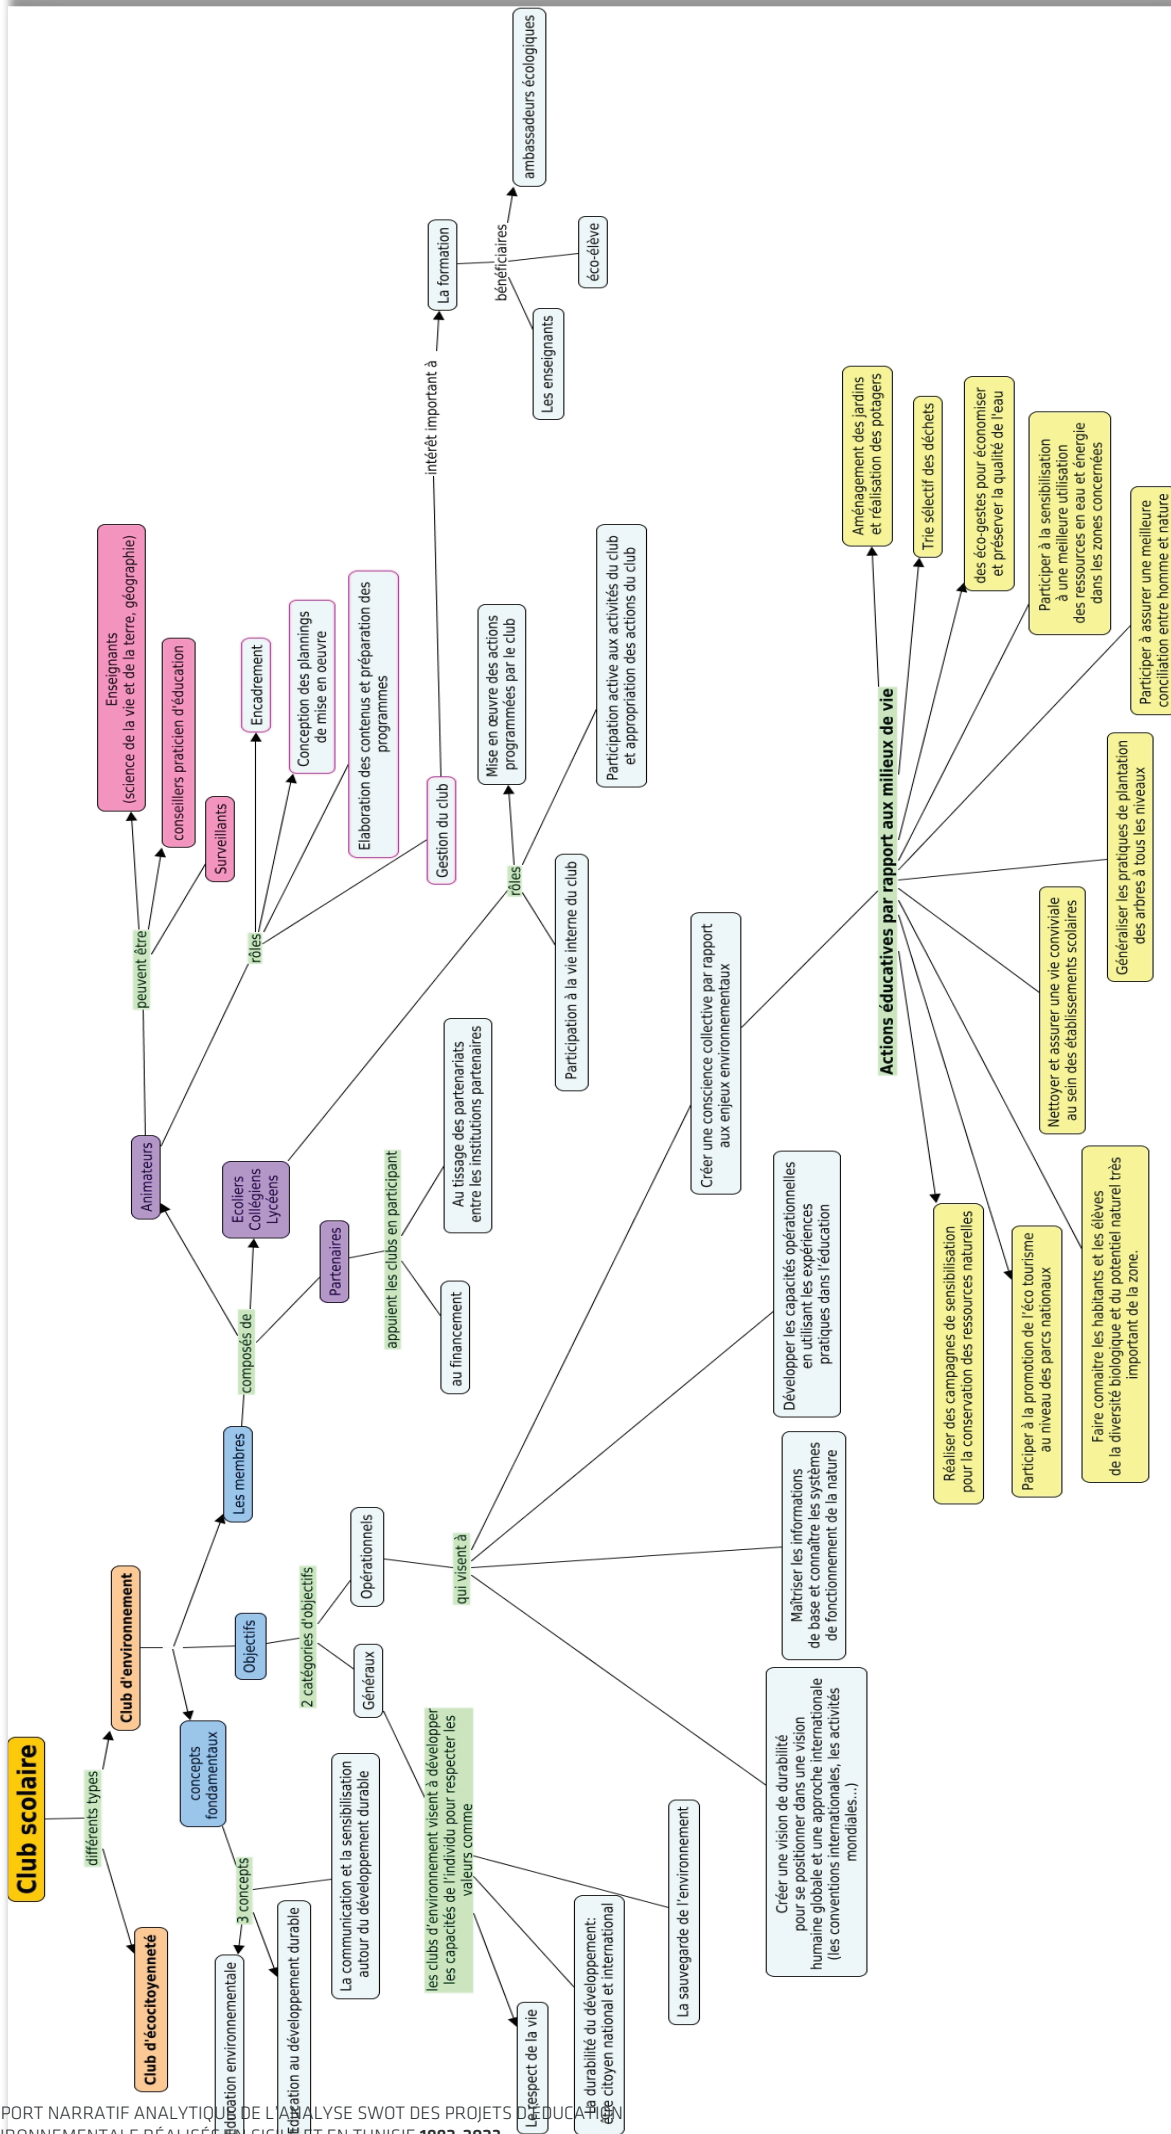 Club scolaire
différents types
Club d'écocitoyenneté
Club d'environnement
concepts
fondamentaux
Objectifs
Les membres
3 concepts
Education environnementale
Education au développement durable
La communication et la sensibilisation
autour du développement durable
2 catégories d'objectifs
Généraux
Opérationnels
les clubs d'environnement visent à développer
les capacités de l'individu pour respecter les
valeurs comme
Le respect de la vie
La durabilité du développement:
être citoyen national et international
La sauvegarde de l'environnement
qui visent à
Créer une vision de durabilité
pour se positionner dans une vision
humaine globale et une approche internationale
(les conventions internationales, les activités
mondiales...)
Maîtriser les informations
de base et connaître les systèmes
de fonctionnement de la nature
Développer les capacités opérationnelles
en utilisant les expériences
pratiques dans l'éducation
Créer une conscience collective par rapport
aux enjeux environnementaux
composés de
Animateurs
Ecoliers
Collégiens
Lycéens
Partenaires
peuvent être
Enseignants
(science de la vie et de la terre, géographie)
conseillers praticien d'éducation
Surveillants
rôles
Encadrement
Conception des plannings
de mise en oeuvre
Elaboration des contenus et préparation des
programmes
Gestion du club
intérêt important à
La formation
bénéficiaires
Les enseignants
éco-élève
ambassadeurs écologiques
rôles
Mise en œuvre des actions
programmées par le club
Participation à la vie interne du club
Participation active aux activités du club
et appropriation des actions du club
appuient les clubs en participant
au financement
Au tissage des partenariats
entre les institutions partenaires
Actions éducatives par rapport aux milieux de vie
Réaliser des campagnes de sensibilisation
pour la conservation des ressources naturelles
Participer à la promotion de l'éco tourisme
au niveau des parcs nationaux
Faire connaitre les habitants et les élèves
de la diversité biologique et du potentiel naturel très
important de la zone.
Nettoyer et assurer une vie conviviale
au sein des établissements scolaires
Généraliser les pratiques de plantation
des arbres à tous les niveaux
Participer à assurer une meilleure
conciliation entre homme et nature
Participer à la sensibilisation
à une meilleure utilisation
des ressources en eau et énergie
dans les zones concernées
des éco-gestes pour économiser
et préserver la qualité de l'eau
Trie sélectif des déchets
Aménagement des jardins
et réalisation des potagers
PORT NARRATIF ANALYTIQUE DE L'ANALYSE SWOT DES PROJETS D'ÉDUCATION